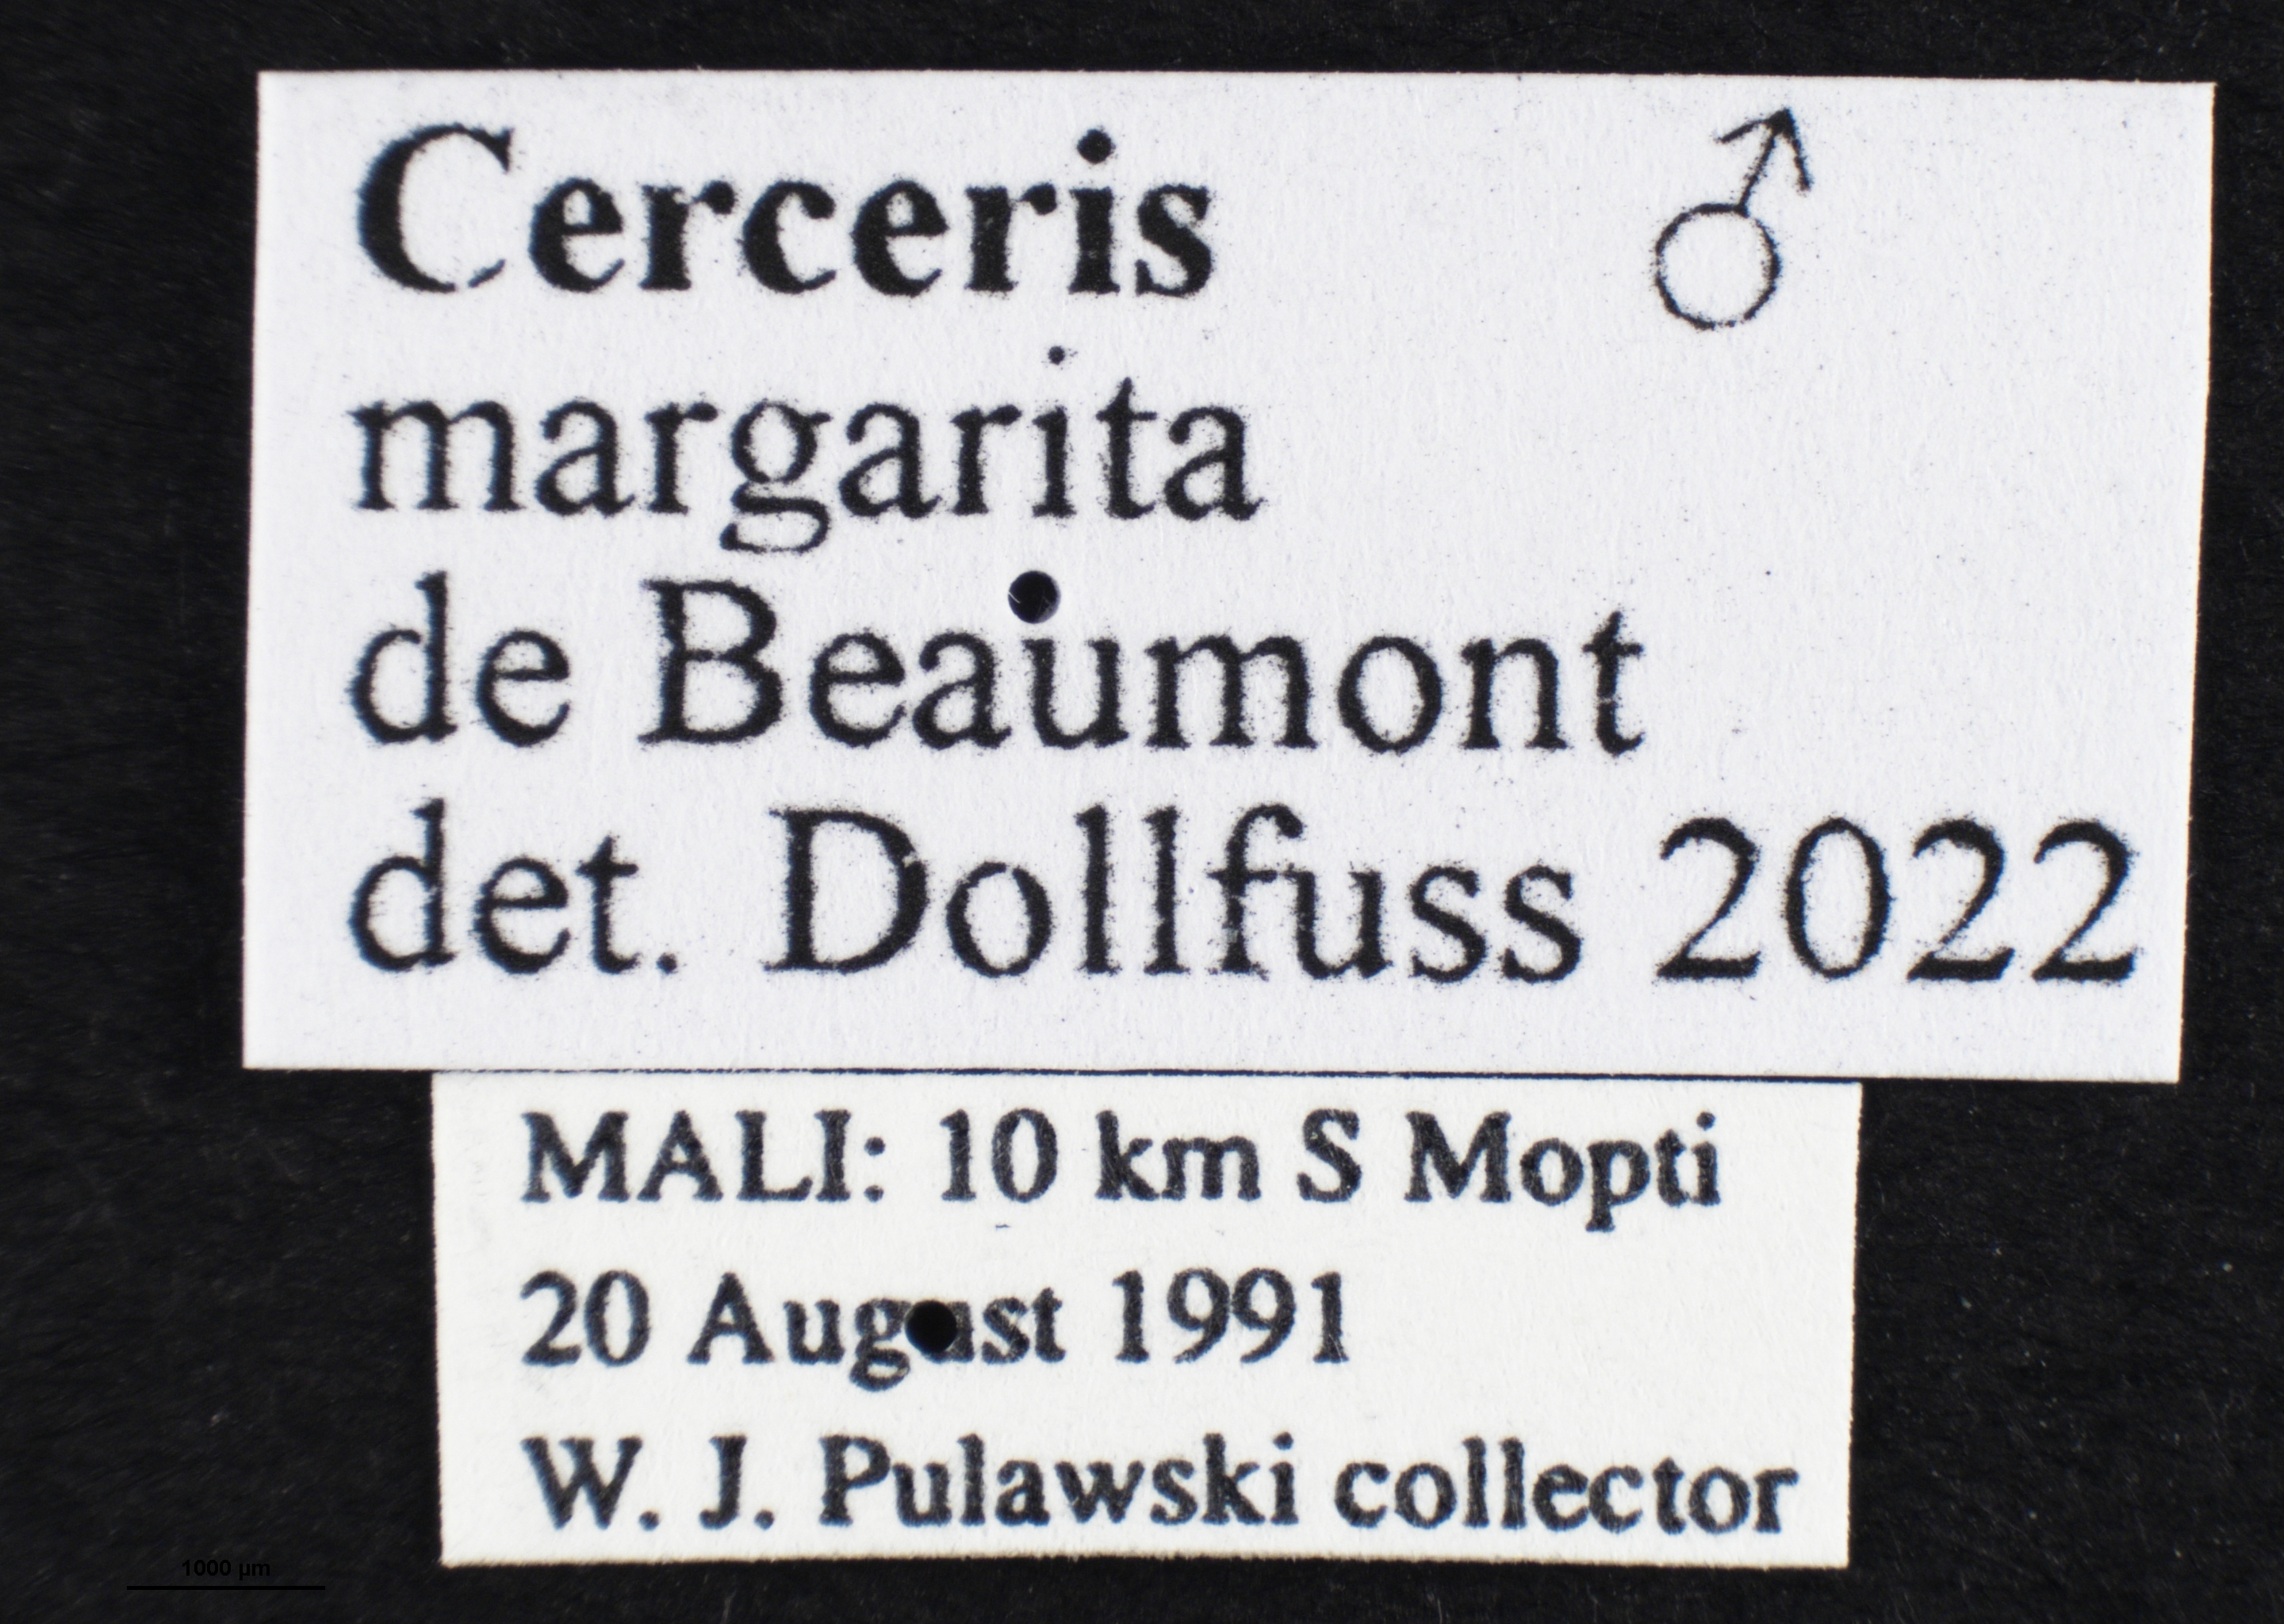 Cerceris ♂
margarita
de Beaumont
det. Dollfuss 2022
MALI: 10 km S Mopti
20 August 1991
W. J. Pulawski collector
1000 µm